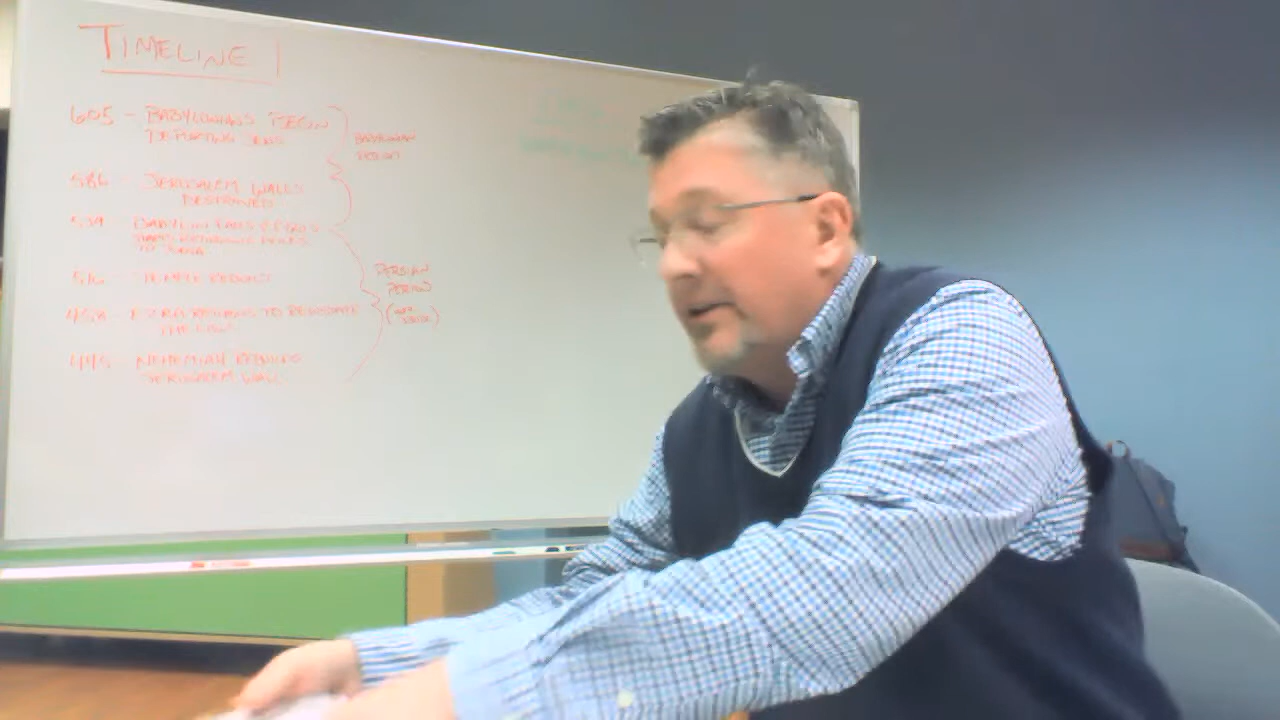 TIMELINE
605 - BABYLONIANS BEGIN
DEPORTING JEWS
BABYLONIAN
PERIOD
586 - JERUSALEM WALLS
DESTROYED
539 - BABYLON FALLS & CYRUS
TO JUDAH
PERSIAN
PERIOD
516 - TEMPLE REBUILT
458 - EZRA RETURNS TO REINSTATE
THE LAW
445 - NEHEMIAH REBUILDS
JERUSALEM WALL